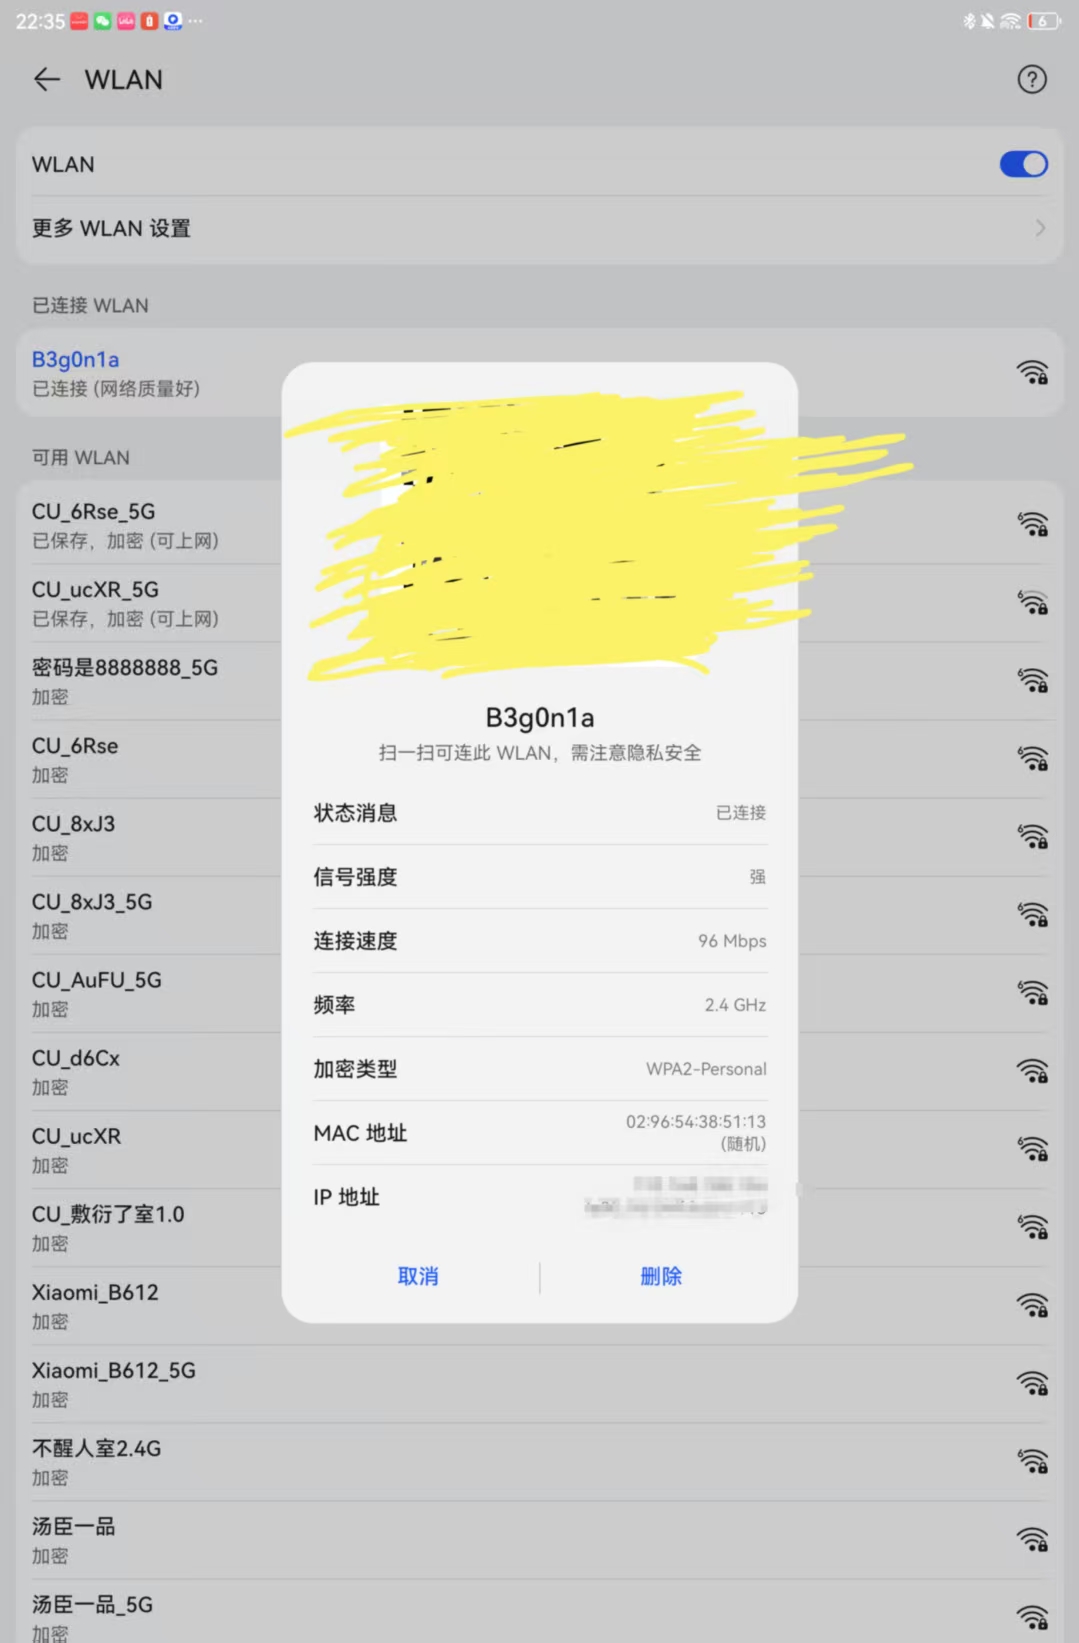 22:35
6
WLAN
WLAN
更多 WLAN 设置
已连接 WLAN
B3g0n1a
已连接 (网络质量好)
可用 WLAN
CU_6Rse_5G
已保存，加密 (可上网)
CU_ucXR_5G
已保存，加密 (可上网)
密码是8888888_5G
加密
CU_6Rse
加密
CU_8xJ3
加密
CU_8xJ3_5G
加密
CU_AuFU_5G
加密
CU_d6Cx
加密
CU_ucXR
加密
CU_敷衍了室1.0
加密
Xiaomi_B612
加密
Xiaomi_B612_5G
加密
不醒人室2.4G
加密
汤臣一品
加密
汤臣一品_5G
加密
B3g0n1a
扫一扫可连此 WLAN，需注意隐私安全
状态消息 已连接
信号强度 强
连接速度 96 Mbps
频率 2.4 GHz
加密类型 WPA2-Personal
MAC 地址 02:96:54:38:51:13
(随机)
IP 地址
取消 删除